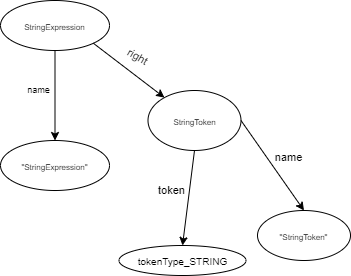 StringExpression
right
name
StringToken
name
"StringExpression"
token
"StringToken"
tokenType_STRING